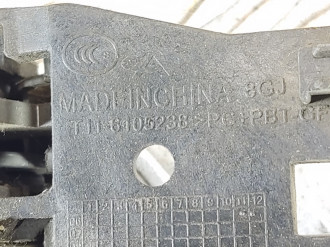 MADE IN CHINA 8GJ
T11-6105238 >PC+PBT-GF
1 2 3 4 5 6 7 8 9 10 11 12